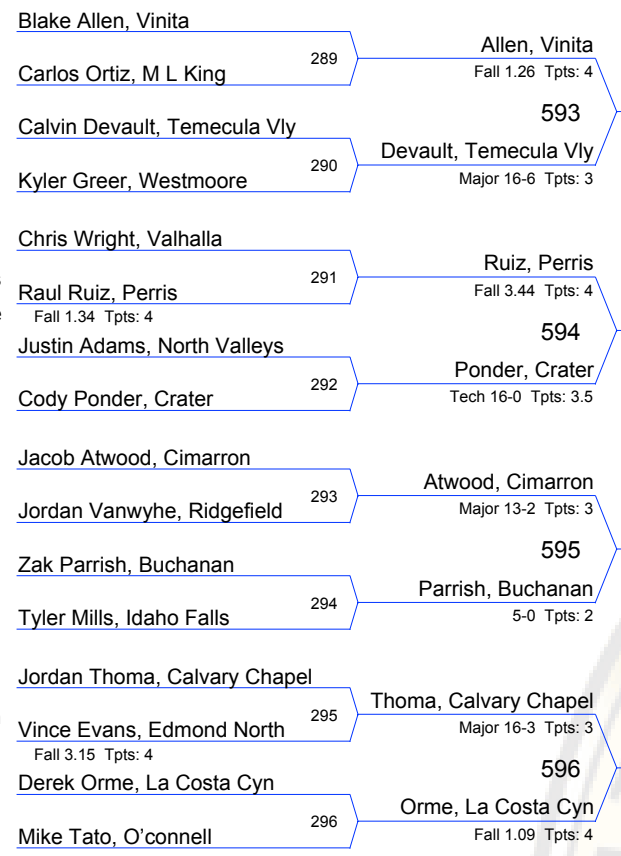 Blake Allen, Vinita
289
Carlos Ortiz, M L King
Allen, Vinita
Fall 1.26 Tpts: 4
593
Calvin Devault, Temecula Vly
290
Kyler Greer, Westmoore
Devault, Temecula Vly
Major 16-6 Tpts: 3
Chris Wright, Valhalla
291
Raul Ruiz, Perris
Fall 1.34 Tpts: 4
Ruiz, Perris
Fall 3.44 Tpts: 4
594
Justin Adams, North Valleys
292
Cody Ponder, Crater
Ponder, Crater
Tech 16-0 Tpts: 3.5
Jacob Atwood, Cimarron
293
Jordan Vanwyhe, Ridgefield
Atwood, Cimarron
Major 13-2 Tpts: 3
595
Zak Parrish, Buchanan
294
Tyler Mills, Idaho Falls
Parrish, Buchanan
5-0 Tpts: 2
Jordan Thoma, Calvary Chapel
295
Vince Evans, Edmond North
Fall 3.15 Tpts: 4
Thoma, Calvary Chapel
Major 16-3 Tpts: 3
596
Derek Orme, La Costa Cyn
296
Mike Tato, O'connell
Orme, La Costa Cyn
Fall 1.09 Tpts: 4